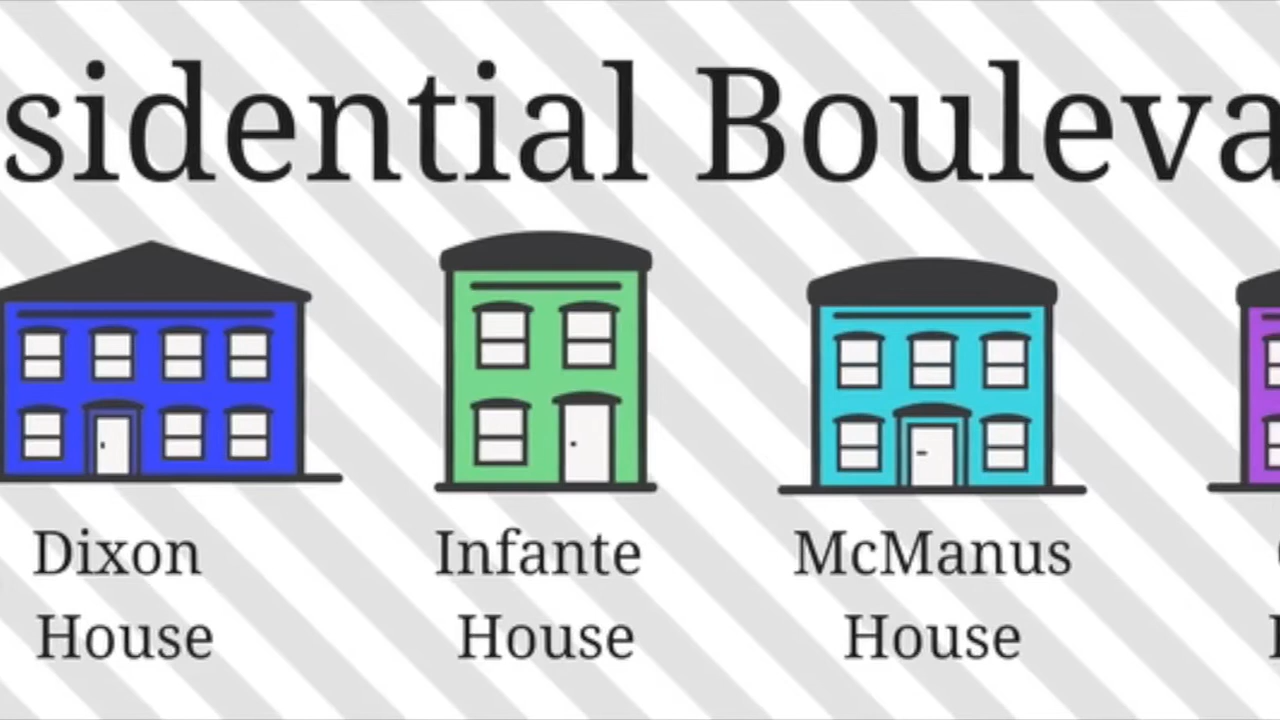 sidential Bouleva
Dixon
House
Infante
House
McManus
House